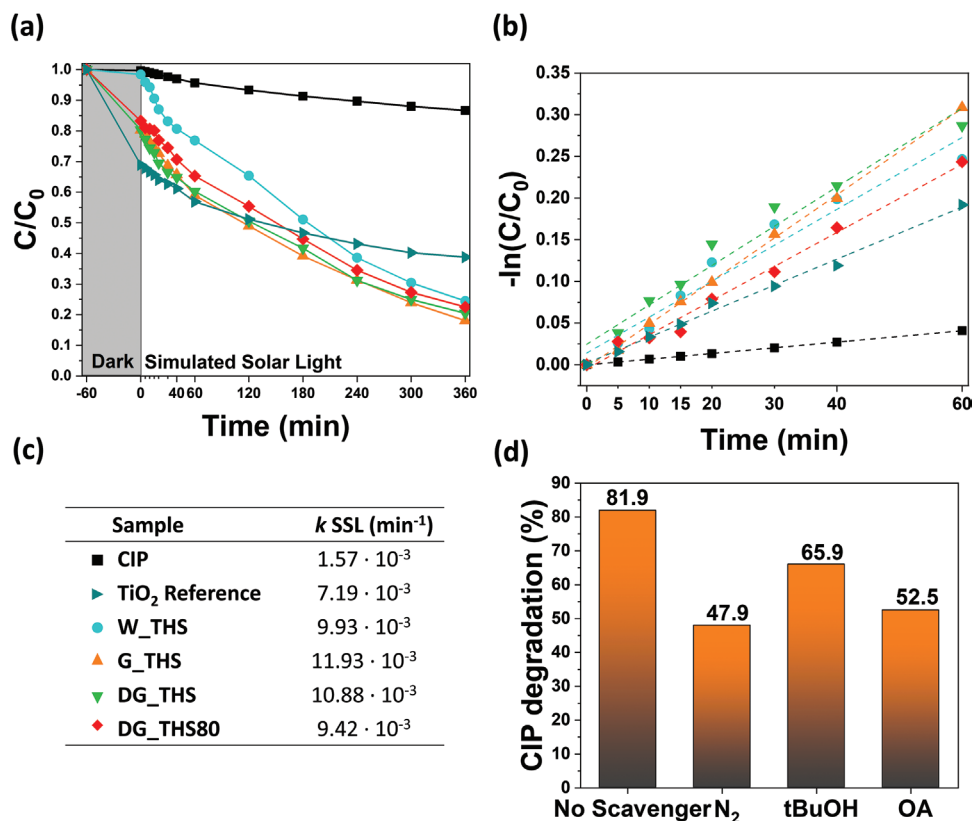 (a)
1.0
0.9
0.8
0.7
0.6
0.5
0.4
0.3
0.2
0.1
0.0
C/C0
Dark
Simulated Solar Light
-60 0 40 60 120 180 240 300 360
Time (min)
(b)
0.35
0.30
0.25
0.20
0.15
0.10
0.05
0.00
-ln(C/C0)
0 5 10 15 20 30 40 60
Time (min)
(c)
Sample k SSL (min-1)
CIP 1.57 · 10-3
TiO2 Reference 7.19 · 10-3
W_THS 9.93 · 10-3
G_THS 11.93 · 10-3
DG_THS 10.88 · 10-3
DG_THS80 9.42 · 10-3
(d)
90
80
70
60
50
40
30
20
10
0
CIP degradation (%)
81.9
47.9
65.9
52.5
No Scavenger N2 tBuOH OA